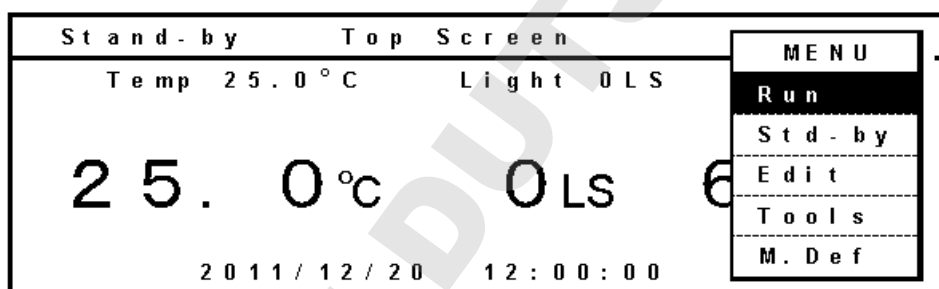 Stand-by Top Screen
Temp 25.0°C Light 0LS
25.0°C 0LS 6
2011/12/20 12:00:00
MENU
Run
Std-by
Edit
Tools
M.Def